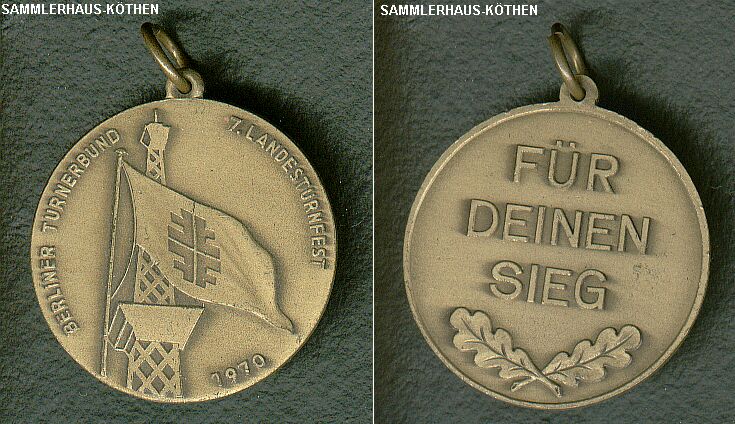 SAMMLERHAUS-KÖTHEN
BERLINER TURNERBUND
7. LANDESTURNFEST
1970
SAMMLERHAUS-KÖTHEN
FÜR
DEINEN
SIEG